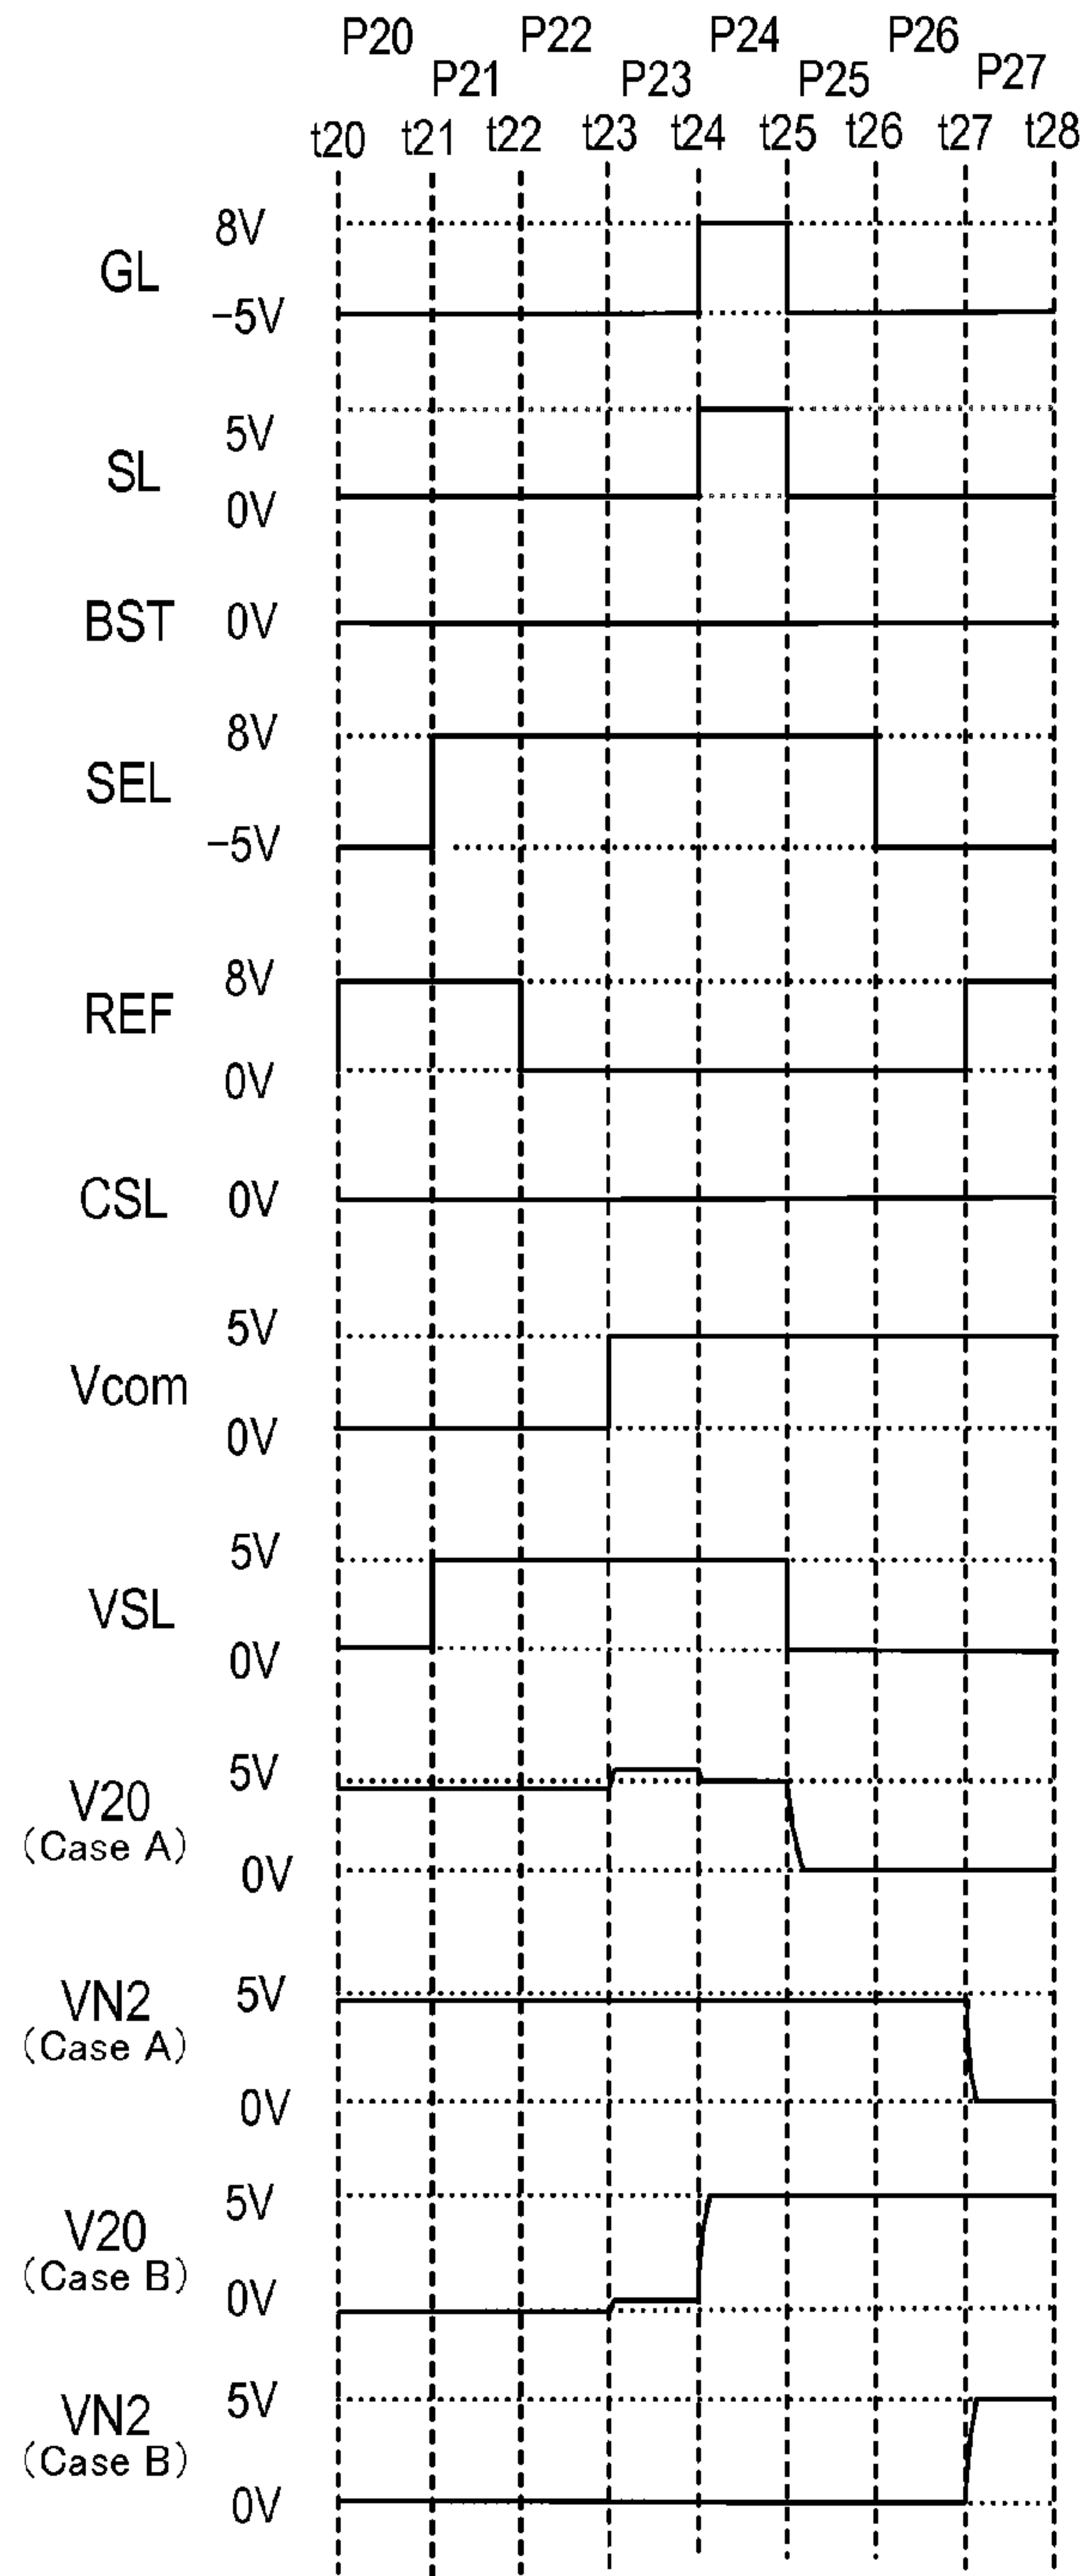 P20 P22 P24 P26
P21 P23 P25 P27
t20 t21 t22 t23 t24 t25 t26 t27 t28
8V
GL
−5V
5V
SL
0V
BST 0V
8V
SEL
−5V
8V
REF
0V
CSL 0V
5V
Vcom
0V
5V
VSL
0V
5V
V20
(Case A)
0V
5V
VN2
(Case A)
0V
5V
V20
(Case B)
0V
5V
VN2
(Case B)
0V